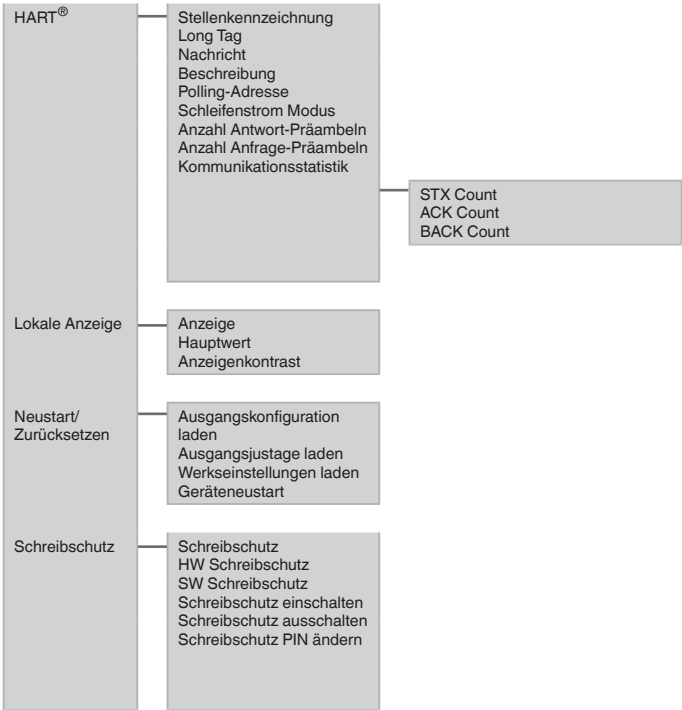 HART®
Stellenkennzeichnung
Long Tag
Nachricht
Beschreibung
Polling-Adresse
Schleifenstrom Modus
Anzahl Antwort-Präambeln
Anzahl Anfrage-Präambeln
Kommunikationsstatistik
STX Count
ACK Count
BACK Count
Lokale Anzeige
Anzeige
Hauptwert
Anzeigenkontrast
Neustart/
Zurücksetzen
Ausgangskonfiguration
laden
Ausgangsjustage laden
Werkseinstellungen laden
Geräteneustart
Schreibschutz
Schreibschutz
HW Schreibschutz
SW Schreibschutz
Schreibschutz einschalten
Schreibschutz ausschalten
Schreibschutz PIN ändern